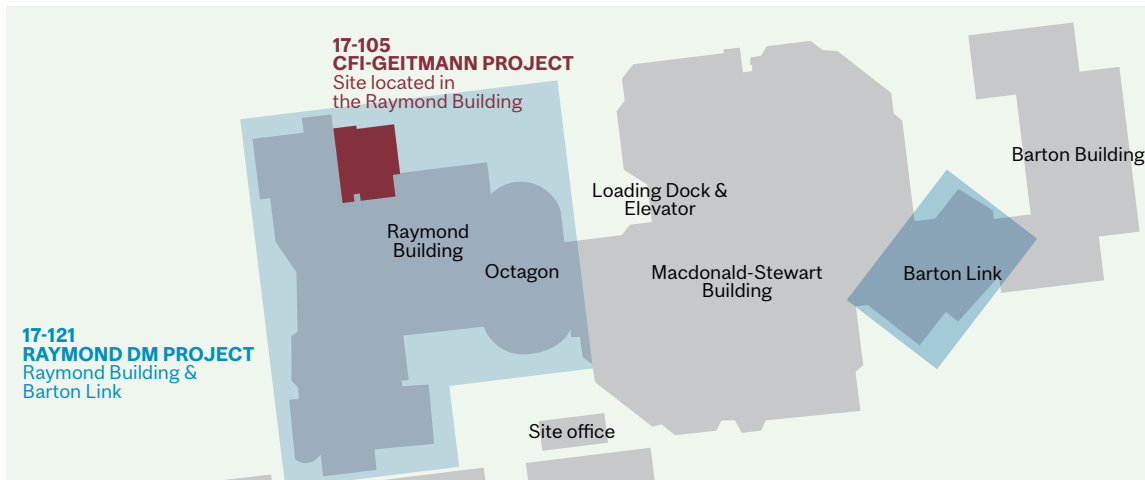 17-105
CFI-GEITMANN PROJECT
Site located in
the Raymond Building
Barton Building
Loading Dock &
Elevator
Raymond
Building
Octagon
Macdonald-Stewart
Building
Barton Link
17-121
RAYMOND DM PROJECT
Raymond Building &
Barton Link
Site office